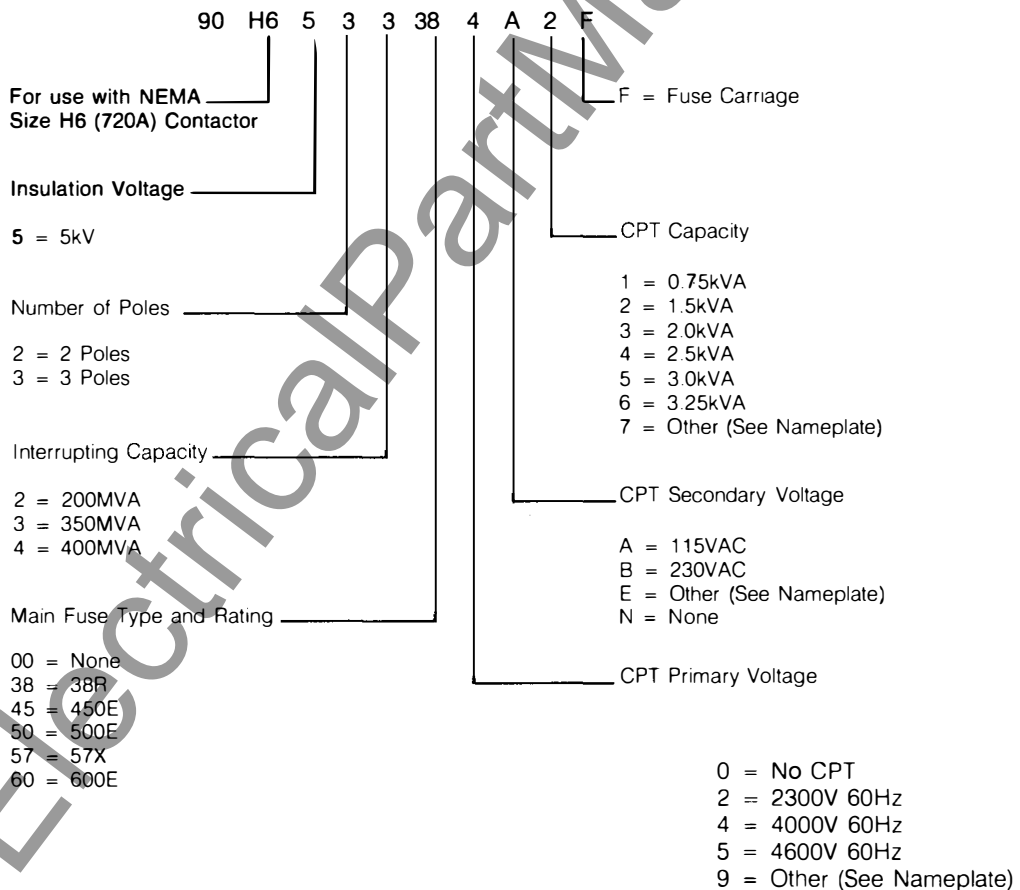 90 H6 5 3 3 38 4 A 2 F
For use with NEMA
Size H6 (720A) Contactor
Insulation Voltage
5 = 5kV
Number of Poles
2 = 2 Poles
3 = 3 Poles
Interrupting Capacity
2 = 200MVA
3 = 350MVA
4 = 400MVA
Main Fuse Type and Rating
00 = None
38 = 38R
45 = 450E
50 = 500E
57 = 57X
60 = 600E
F = Fuse Carriage
CPT Capacity
1 = 0.75kVA
2 = 1.5kVA
3 = 2.0kVA
4 = 2.5kVA
5 = 3.0kVA
6 = 3.25kVA
7 = Other (See Nameplate)
CPT Secondary Voltage
A = 115VAC
B = 230VAC
E = Other (See Nameplate)
N = None
CPT Primary Voltage
0 = No CPT
2 = 2300V 60Hz
4 = 4000V 60Hz
5 = 4600V 60Hz
9 = Other (See Nameplate)
ElectricalPartM